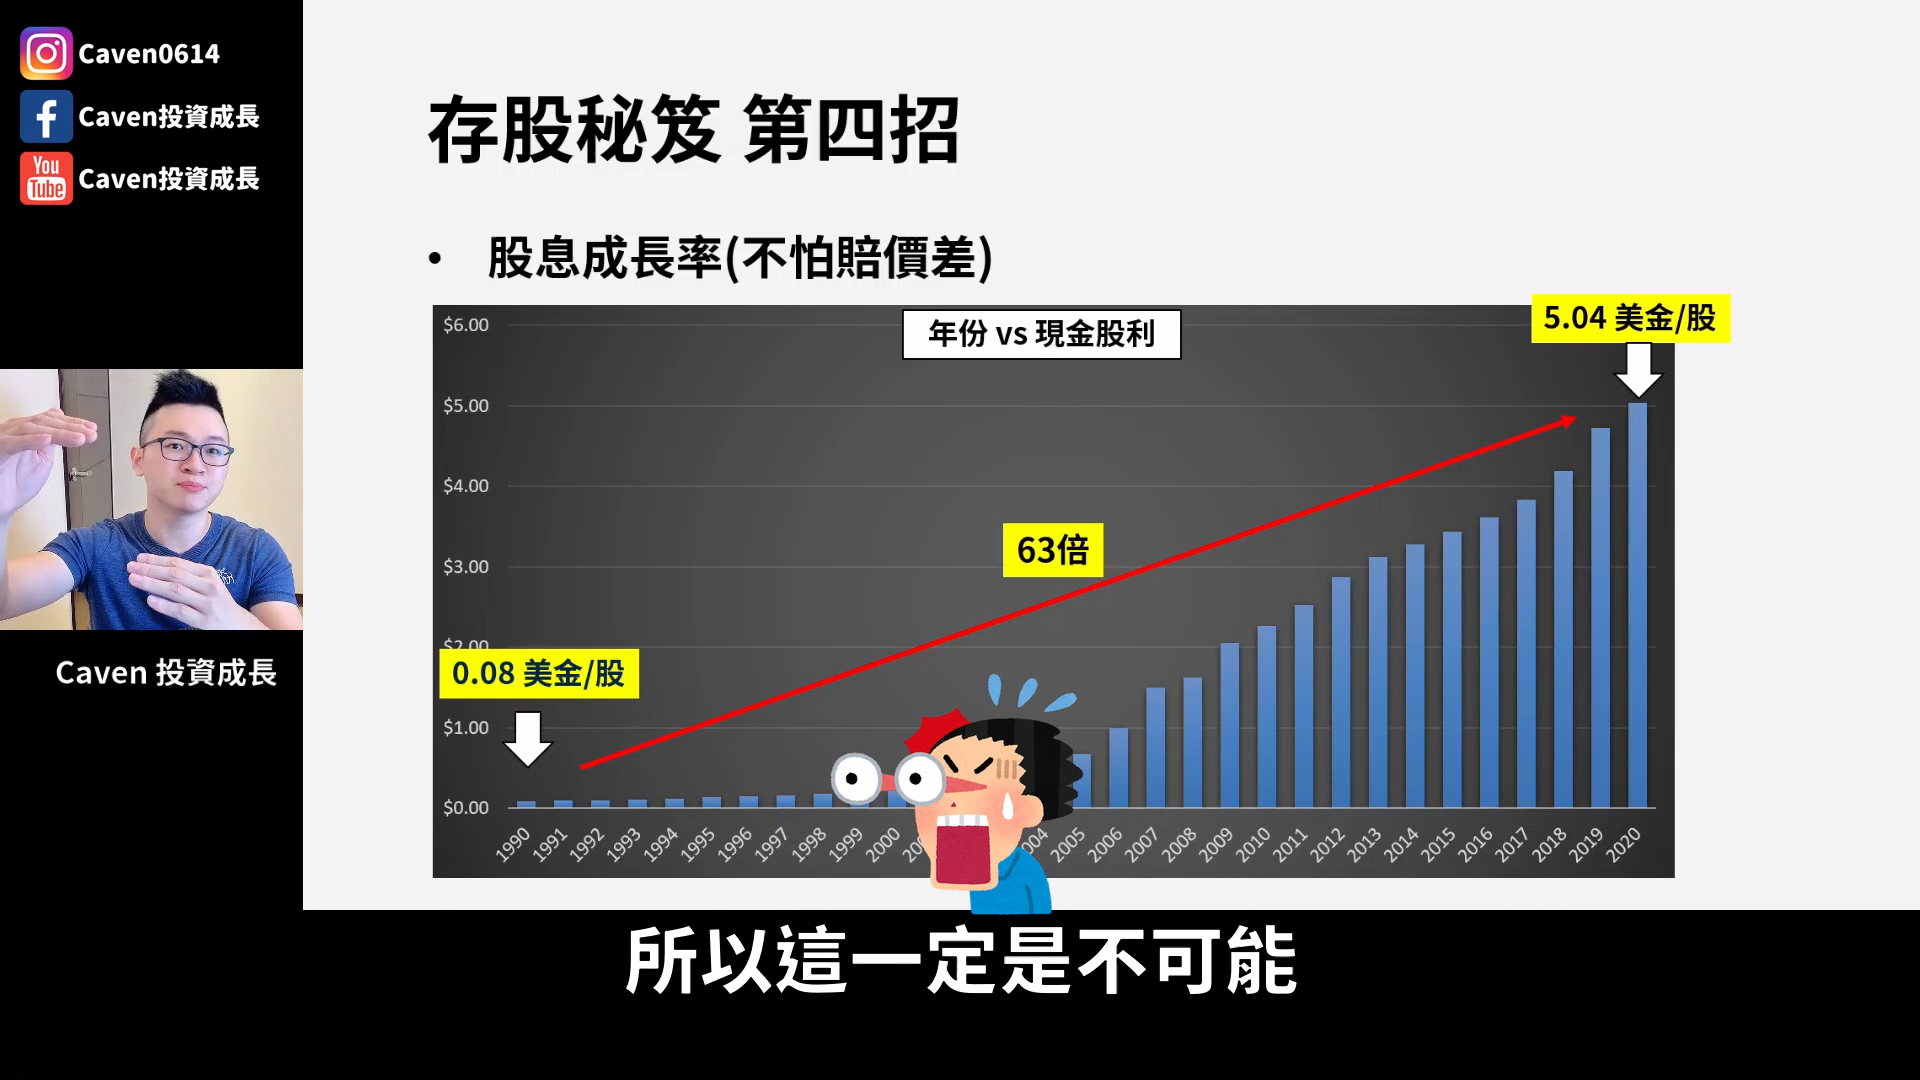 Caven0614
Caven投資成長
You
Tube
Caven投資成長
Caven 投資成長
存股秘笈 第四招
• 股息成長率(不怕賠價差)
年份 vs 現金股利
5.04 美金/股
63倍
0.08 美金/股
$6.00
$5.00
$4.00
$3.00
$2.00
$1.00
$0.00
1990 1991 1992 1993 1994 1995 1996 1997 1998 1999 2000 2005 2006 2007 2008 2009 2010 2011 2012 2013 2014 2015 2016 2017 2018 2019 2020
所以這一定是不可能